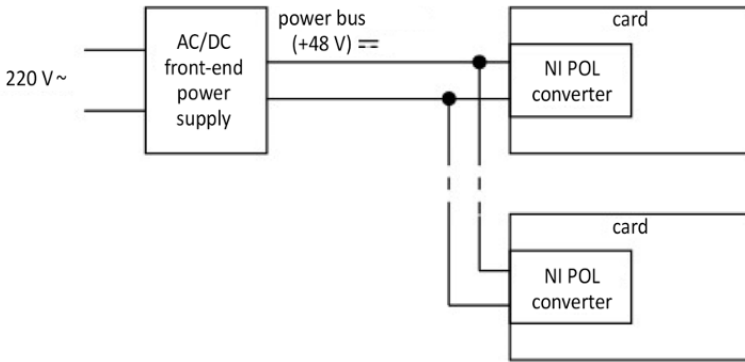 220 V~
AC/DC
front-end
power
supply
power bus
(+48 V) ⎓
card
NI POL
converter
card
NI POL
converter